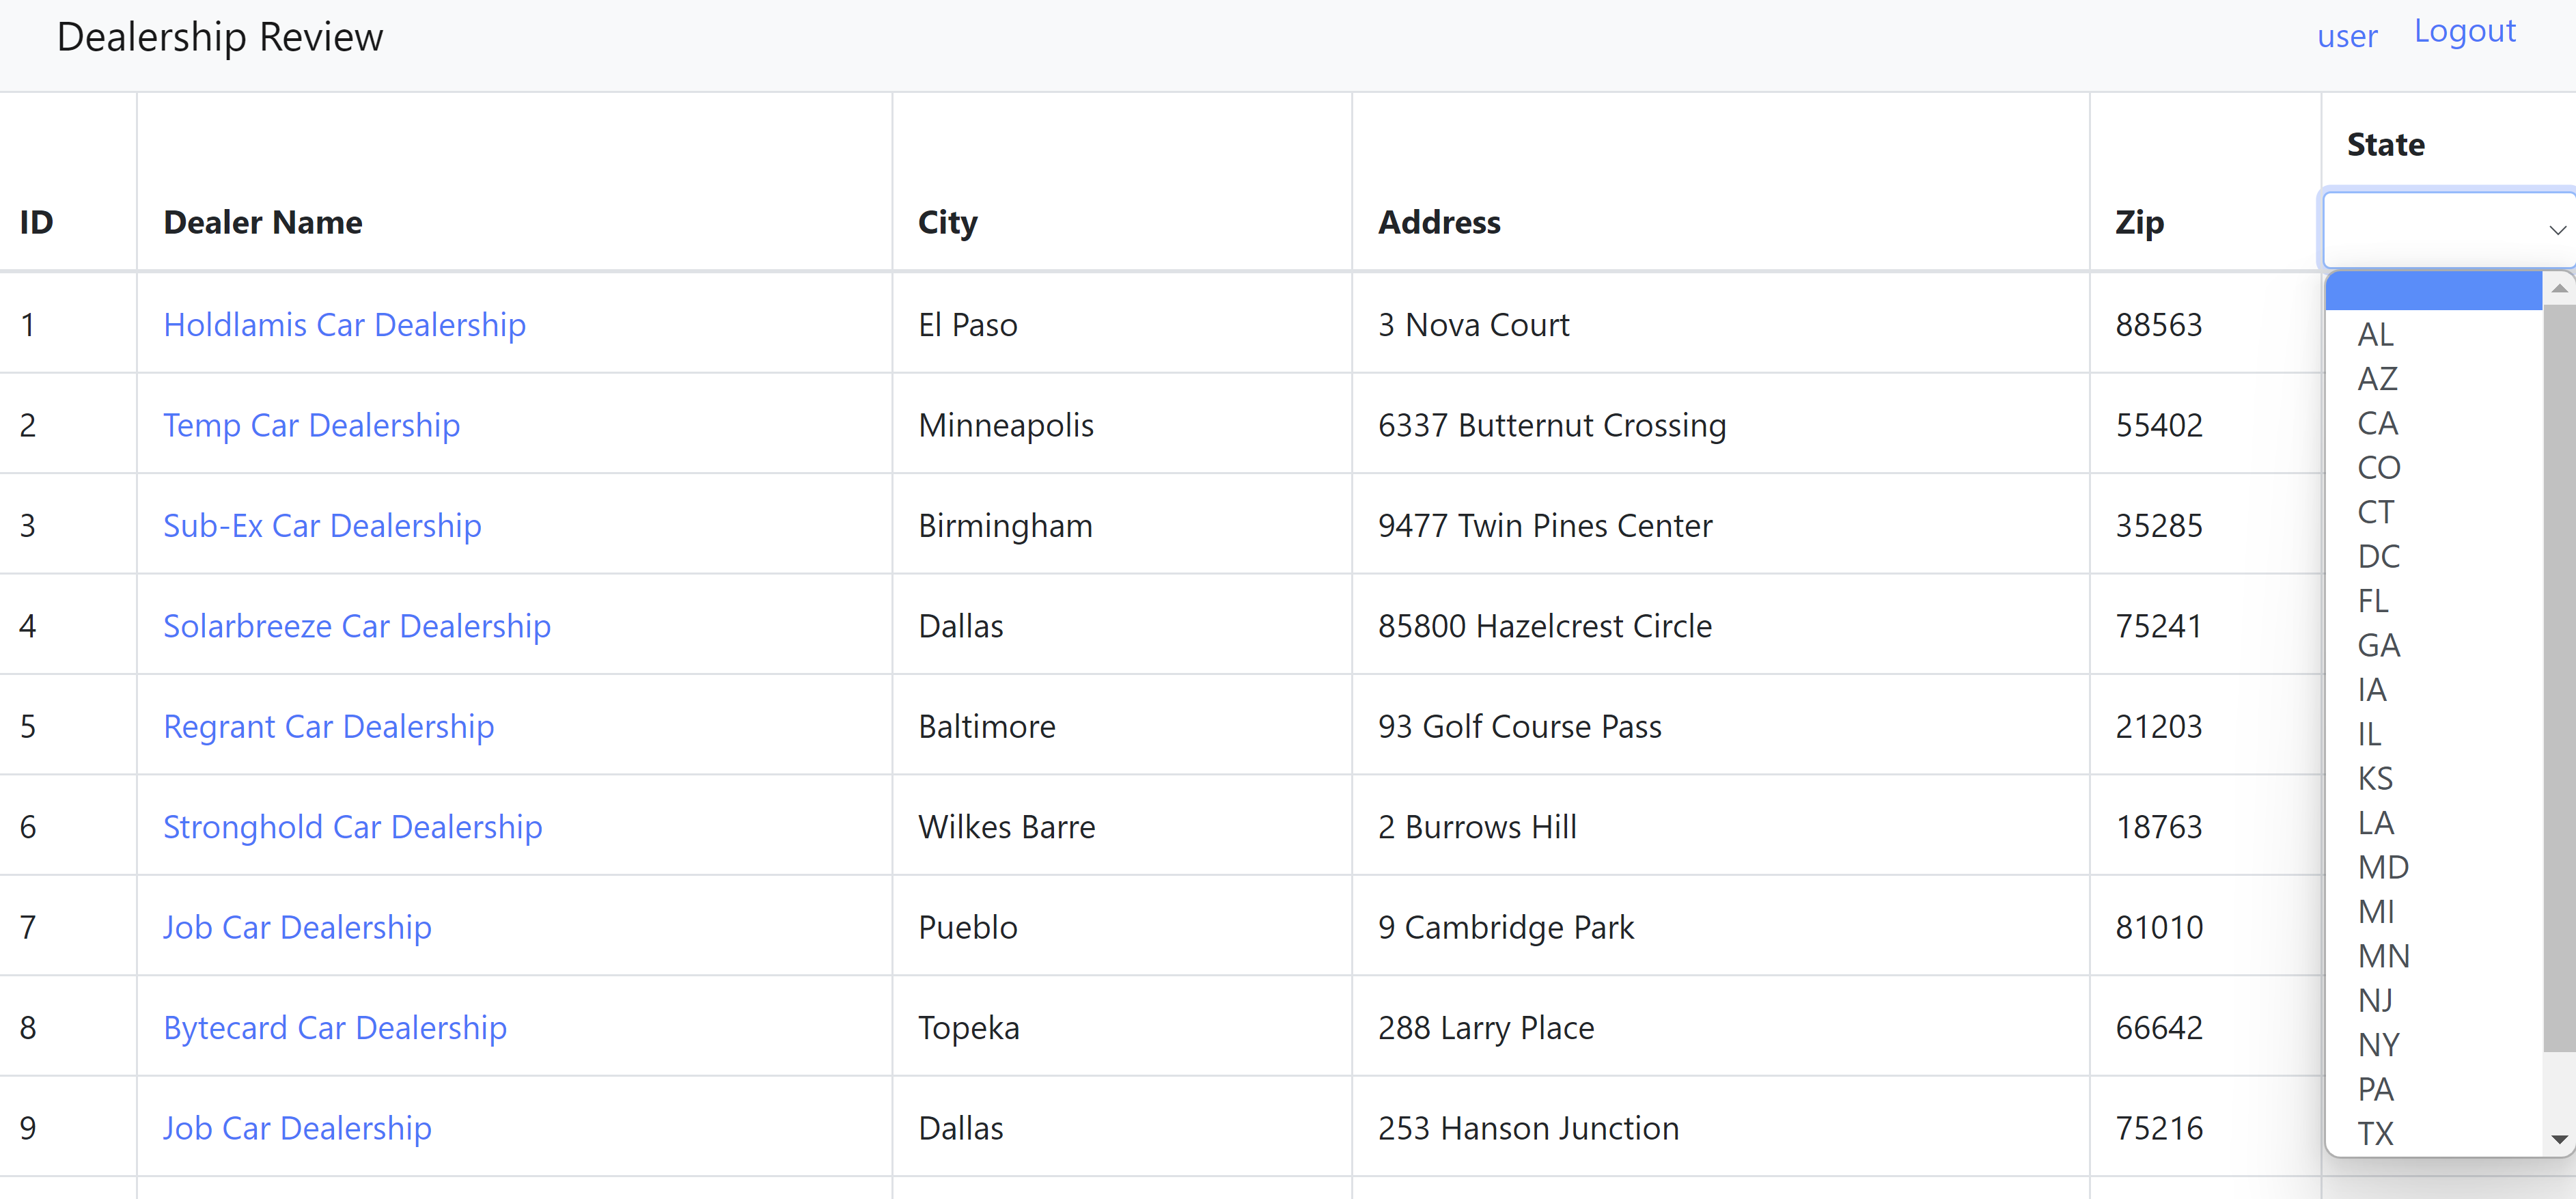 Dealership Review user Logout
State
ID Dealer Name City Address Zip
1 Holdlamis Car Dealership El Paso 3 Nova Court 88563
2 Temp Car Dealership Minneapolis 6337 Butternut Crossing 55402
3 Sub-Ex Car Dealership Birmingham 9477 Twin Pines Center 35285
4 Solarbreeze Car Dealership Dallas 85800 Hazelcrest Circle 75241
5 Regrant Car Dealership Baltimore 93 Golf Course Pass 21203
6 Stronghold Car Dealership Wilkes Barre 2 Burrows Hill 18763
7 Job Car Dealership Pueblo 9 Cambridge Park 81010
8 Bytecard Car Dealership Topeka 288 Larry Place 66642
9 Job Car Dealership Dallas 253 Hanson Junction 75216
AL
AZ
CA
CO
CT
DC
FL
GA
IA
IL
KS
LA
MD
MI
MN
NJ
NY
PA
TX